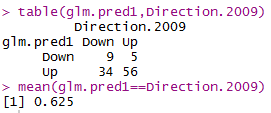 > table(glm.pred1,Direction.2009)
Direction.2009
glm.pred1 Down Up
Down 9 5
Up 34 56
> mean(glm.pred1==Direction.2009)
[1] 0.625